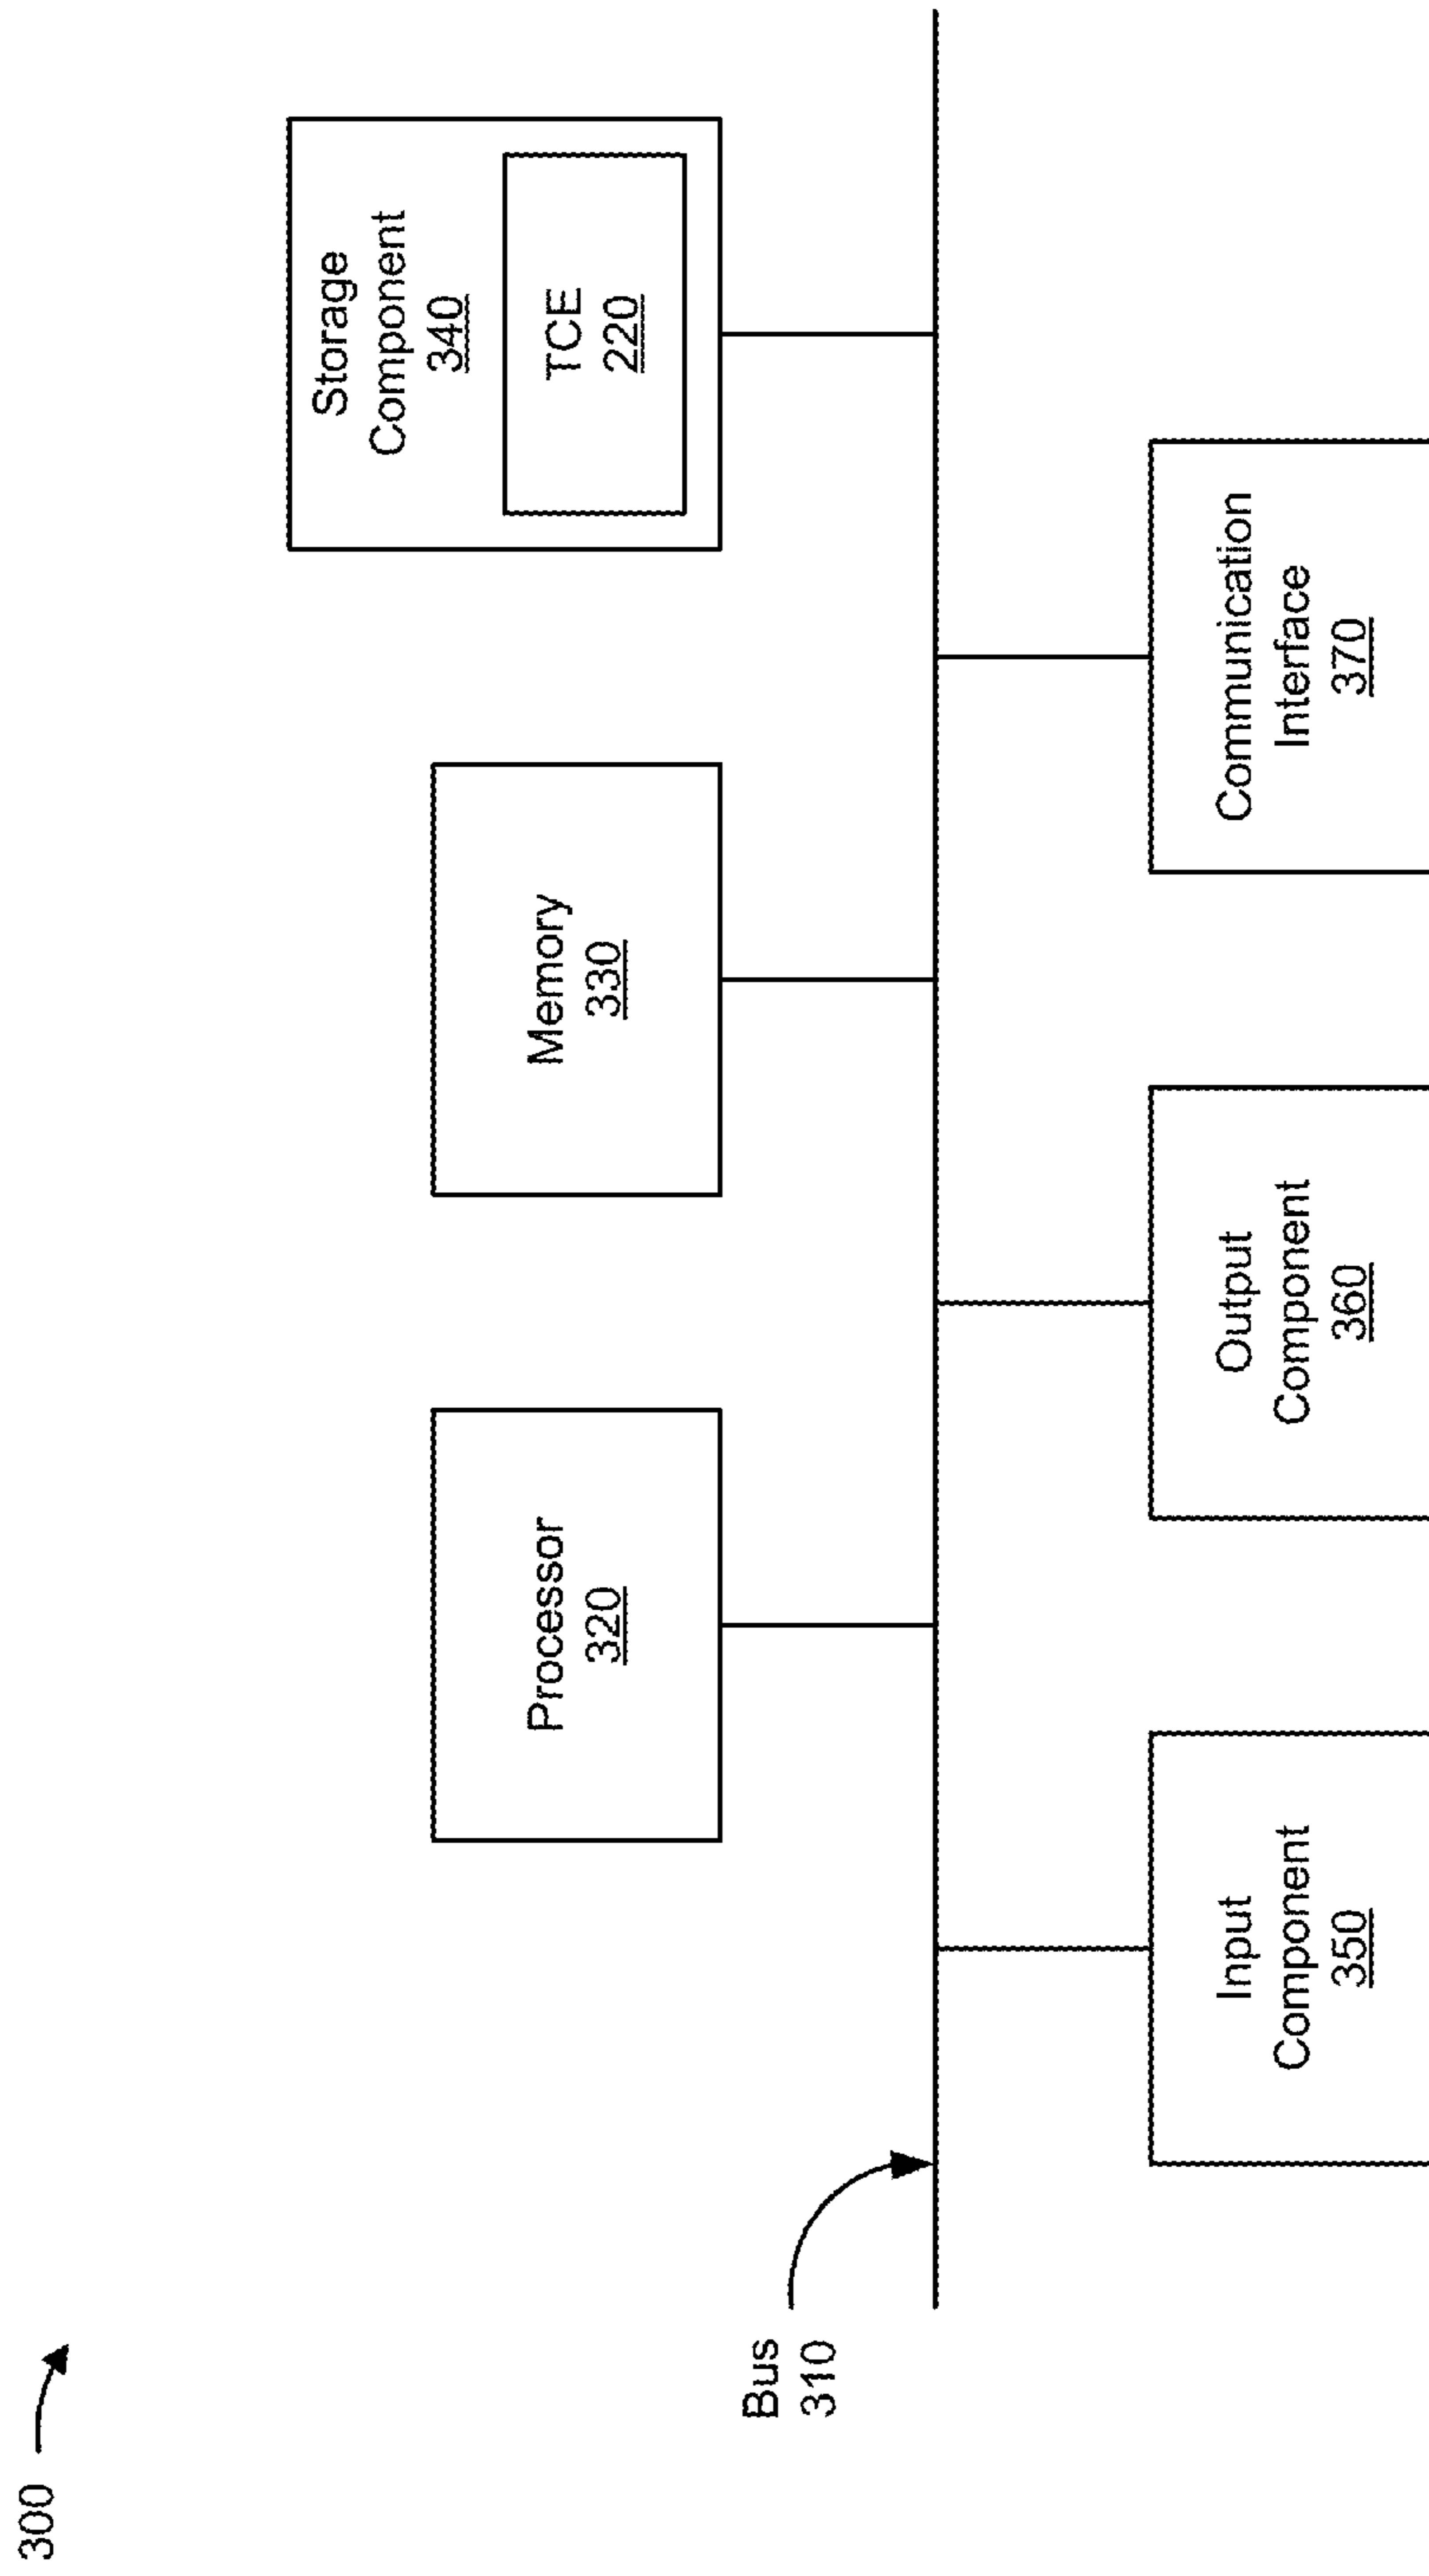 300
Processor
320
Memory
330
Storage
Component
340
TCE
220
Bus
310
Input
Component
350
Output
Component
360
Communication
Interface
370